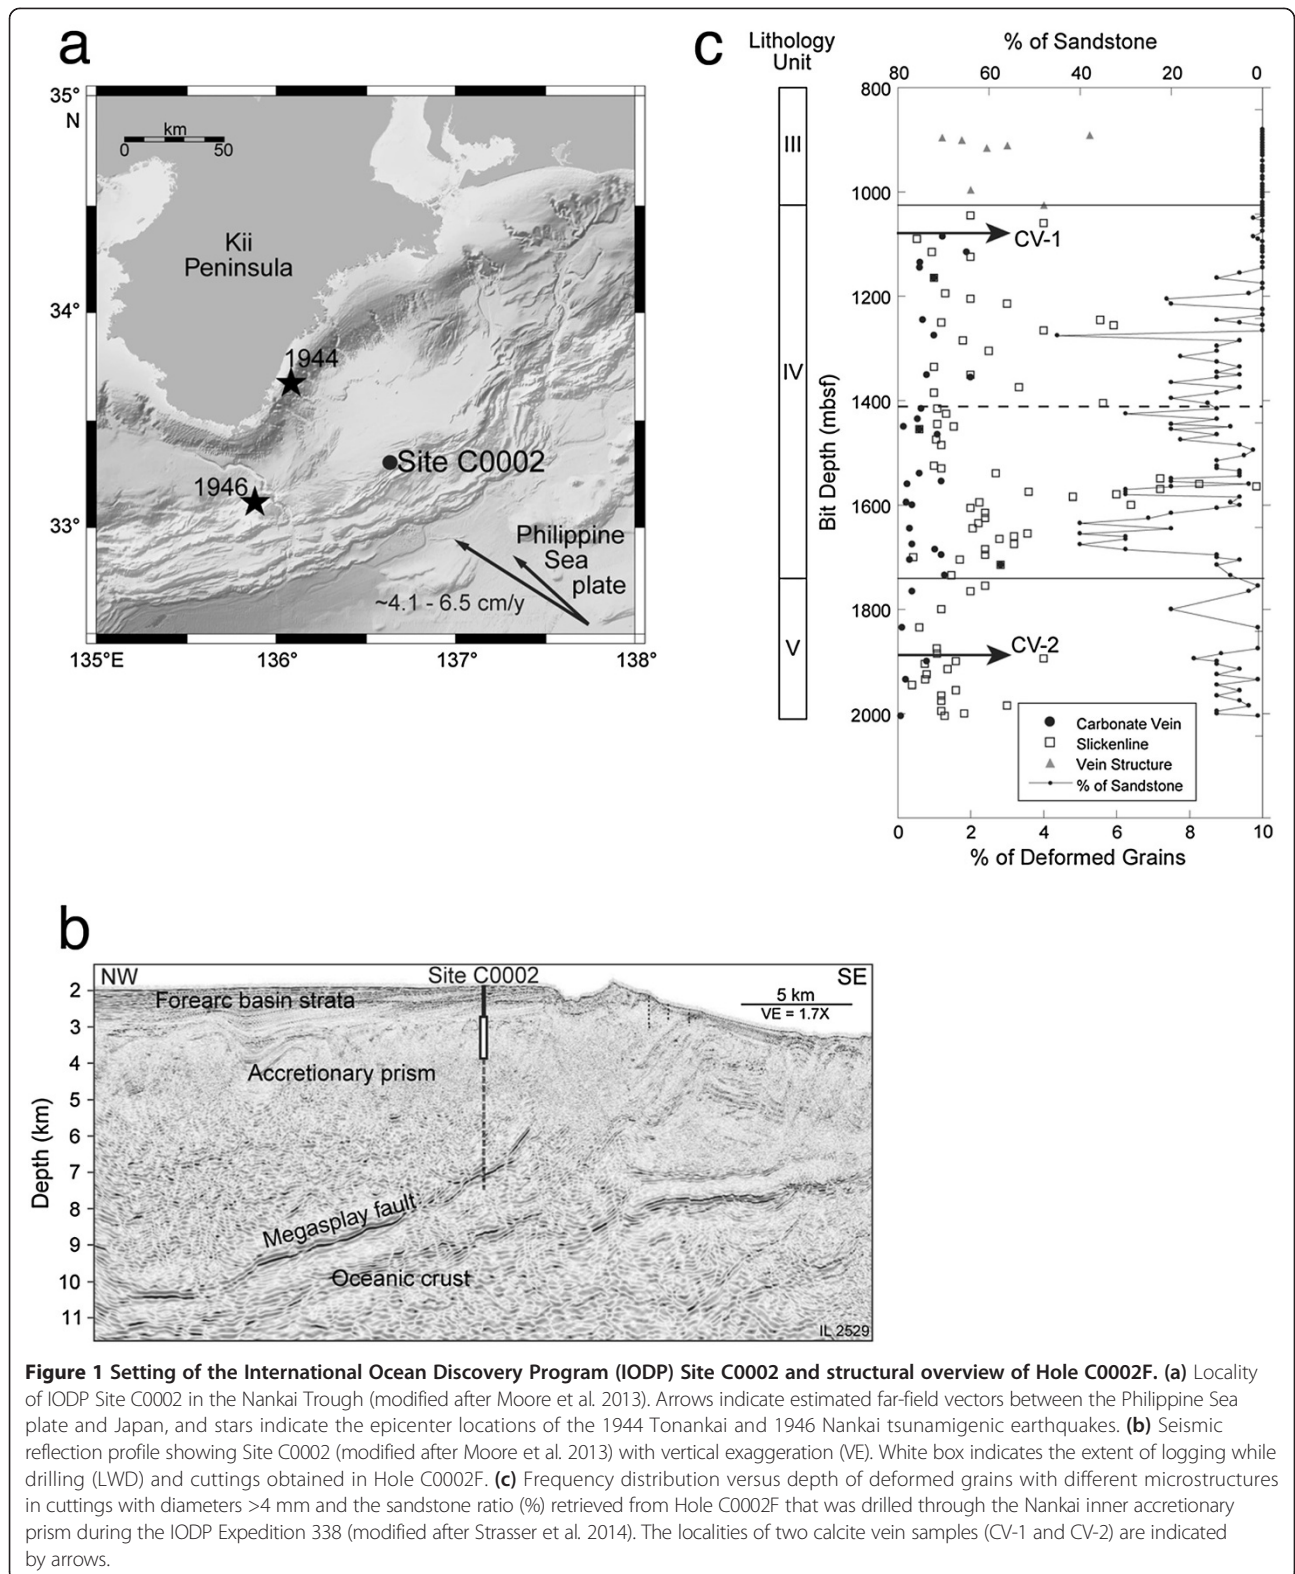 a
35°
N
km
0 50
Kii
Peninsula
34°
1944
Site C0002
1946
33°
Philippine
Sea
plate
~4.1 - 6.5 cm/y
135°E 136° 137° 138°
c
Lithology
Unit
III
IV
V
% of Sandstone
80 60 40 20 0
800
1000
1200
1400
1600
1800
2000
Bit Depth (mbsf)
CV-1
CV-2
Carbonate Vein
Slickenline
Vein Structure
% of Sandstone
0 2 4 6 8 10
% of Deformed Grains
b
NW Site C0002 SE
Forearc basin strata
5 km
VE = 1.7X
Accretionary prism
Megasplay fault
Oceanic crust
IL 2529
Depth (km)
2
3
4
5
6
7
8
9
10
11
Figure 1 Setting of the International Ocean Discovery Program (IODP) Site C0002 and structural overview of Hole C0002F. (a) Locality
of IODP Site C0002 in the Nankai Trough (modified after Moore et al. 2013). Arrows indicate estimated far-field vectors between the Philippine Sea
plate and Japan, and stars indicate the epicenter locations of the 1944 Tonankai and 1946 Nankai tsunamigenic earthquakes. (b) Seismic
reflection profile showing Site C0002 (modified after Moore et al. 2013) with vertical exaggeration (VE). White box indicates the extent of logging while
drilling (LWD) and cuttings obtained in Hole C0002F. (c) Frequency distribution versus depth of deformed grains with different microstructures
in cuttings with diameters >4 mm and the sandstone ratio (%) retrieved from Hole C0002F that was drilled through the Nankai inner accretionary
prism during the IODP Expedition 338 (modified after Strasser et al. 2014). The localities of two calcite vein samples (CV-1 and CV-2) are indicated
by arrows.